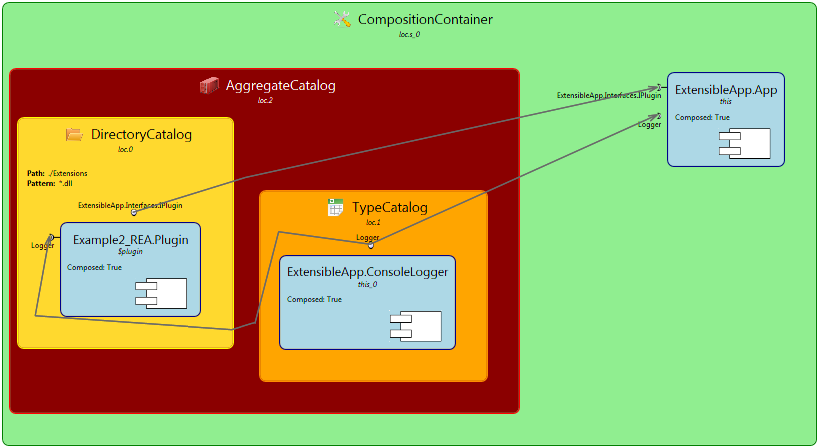 CompositionContainer
loc.s_0
AggregateCatalog
loc.2
ExtensibleApp.Interfaces.IPlugin
Logger
ExtensibleApp.App
this
Composed: True
DirectoryCatalog
loc.0
Path: ./Extensions
Pattern: *.dll
ExtensibleApp.Interfaces.IPlugin
Logger
Example2_REA.Plugin
$plugin
Composed: True
TypeCatalog
loc.1
Logger
ExtensibleApp.ConsoleLogger
this_0
Composed: True